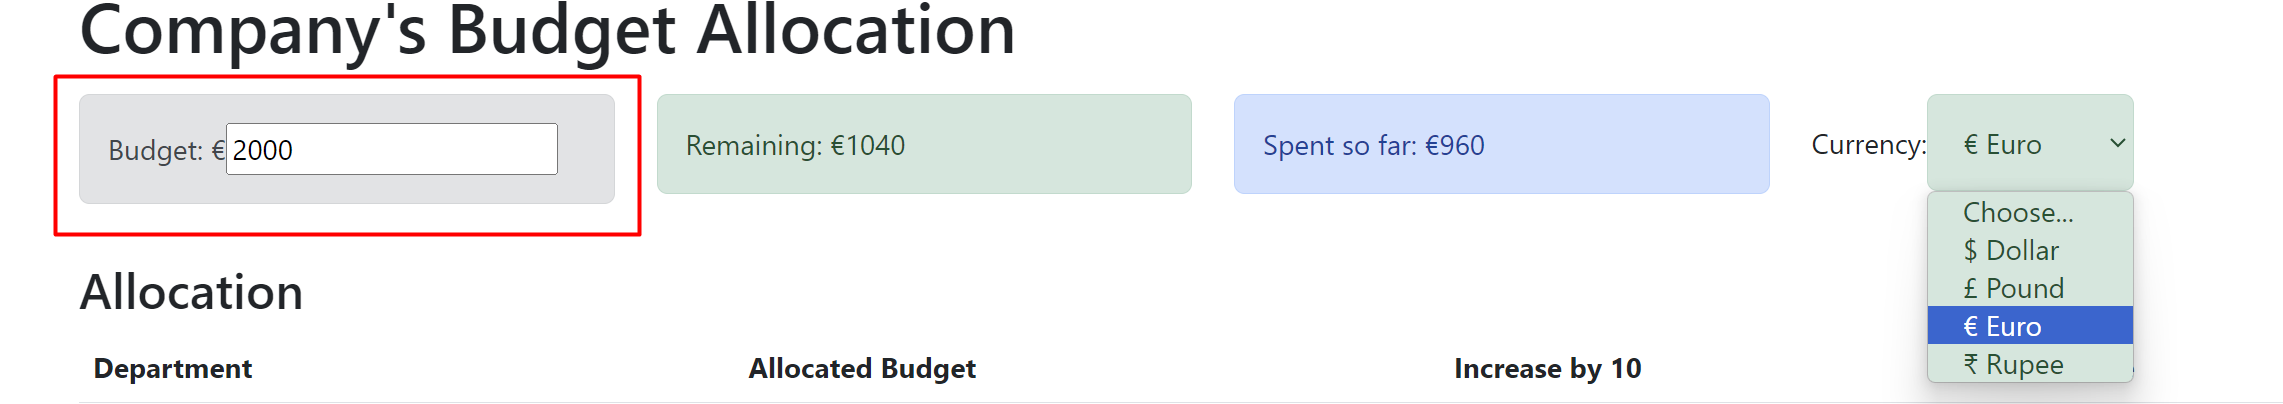 Company's Budget Allocation
Budget: €2000
Remaining: €1040
Spent so far: €960
Currency: € Euro
Choose...
$ Dollar
£ Pound
€ Euro
₹ Rupee
Allocation
Department Allocated Budget Increase by 10